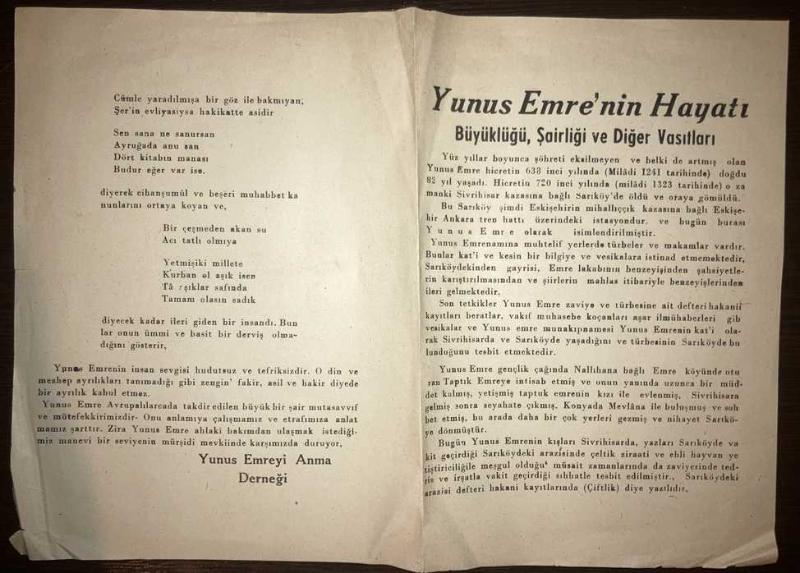 Cümle yaradılmışa bir göz ile bakmıyan,
Şer'in evliyasıysa hakikatte asidir
Sen sana ne sanursan
Ayruğada anu san
Dört kitabın manası
Budur eğer var ise.
diyerek cihanşumûl ve beşeri muhabbet ka
nunlarını ortaya koyan ve,
Bir çeşmeden akan su
Acı tatlı olmıya
Yetmişiki millete
Kurban ol aşık isen
Tâ aşıklar safında
Tamam olasın sadık
diyecek kadar ileri giden bir insandı. Bun
lar onun ümmi ve basit bir derviş olma-
dığını gösterir,
Yunus Emrenin insan sevgisi hudutsuz ve tefriksizdir. O din ve
mezhep ayrılıkları tanımadığı gibi zengin' fakir, asil ve hakir diyede
bir ayrılık kabul etmez.
Yunus Emre Avrupalılarcada takdir edilen büyük bir şair mutasavvıf
ve mütefekkirimizdir- Onu anlamıya çalışmamız ve etrafımıza anlat
mamız şarttır. Zira Yunus Emre ahlaki bakımdan ulaşmak istediği-
miz manevi bir seviyenin mürşidi mevkiinde karşımızda duruyor.
Yunus Emreyi Anma
Derneği
Yunus Emre'nin Hayatı
Büyüklüğü, Şairliği ve Diğer Vasıtları
Yüz yıllar boyunca şöhreti eksilmeyen ve belki de artmış olan
Yunus Emre hicretin 638 inci yılında (Milâdi 1241 tarihinde) doğdu
82 yıl yaşadı. Hicretin 720 inci yılında (milâdi 1323 tarihinde) o za
manki Sivrihisar kazasına bağlı Sarıköy'de öldü ve oraya gömüldü.
Bu Sarıköy şimdi Eskişehirin mihalhççık kazasına bağlı Eskişe-
hir Ankara tren hattı üzerindeki istasyondur. ve bugün burası
Yunus Emre olarak isimlendirilmiştir.
Yunus Emrenamına muhtelif yerlerde türbeler ve makamlar vardır.
Bunlar kat'i ve kesin bir bilgiye ve vesikalara istinad etmemektedir,
Sarıköydekinden gayrisi, Emre lakabının benzeyişinden şahsiyetle-
rin karıştırılmasından ve şiirlerin mahlas itibariyle benzeyişlerinden
ileri gelmektedir.
Son tetkikler Yunus Emre zaviye ve türbesine ait defteri hakanii
kayıtları beratlar, vakıf muhasebe koçanları aşar ilmühaberleri gib
vesikalar ve Yunus emre munakıpnamesi Yunus Emrenin kat'i ola-
rak Sivrihisarda ve Sarıköyde yaşadığını ve türbesinin Sarıköyde bu
lunduğunu tesbit etmektedir.
Yunus Emre gençlik çağında Nallıhana bağlı Emre köyünde otu
ran Taptık Emreye intisab etmiş ve onun yanında uzunca bir müd-
det kalmış, yetişmiş taptuk emrenin kızı ile evlenmiş, Sivrihisara
gelmiş sonra seyahate çıkmış. Konyada Mevlâna ile buluşmuş ve soh
bet etmiş, bu arada daha bir çok yerleri gezmiş ve nihayet Sarıkö-
ye dönmüştür.
Bugün Yunus Emrenin kışları Sivrihisarda, yazları Sarıköyde va
kit geçirdiği Sarıköydeki arazisinde çeltik siraati ve ehli hayvan ye
tiştiriciliğile meşgul olduğu' müsait zamanlarında da zaviyerinde ted-
ris ve irşatla vakit geçirdiği sıhhatle tesbit edilmiştir., Sarıköydeki
arazisi defteri hakani kayıtlarında (Çiftlik) diye yazılıdır.